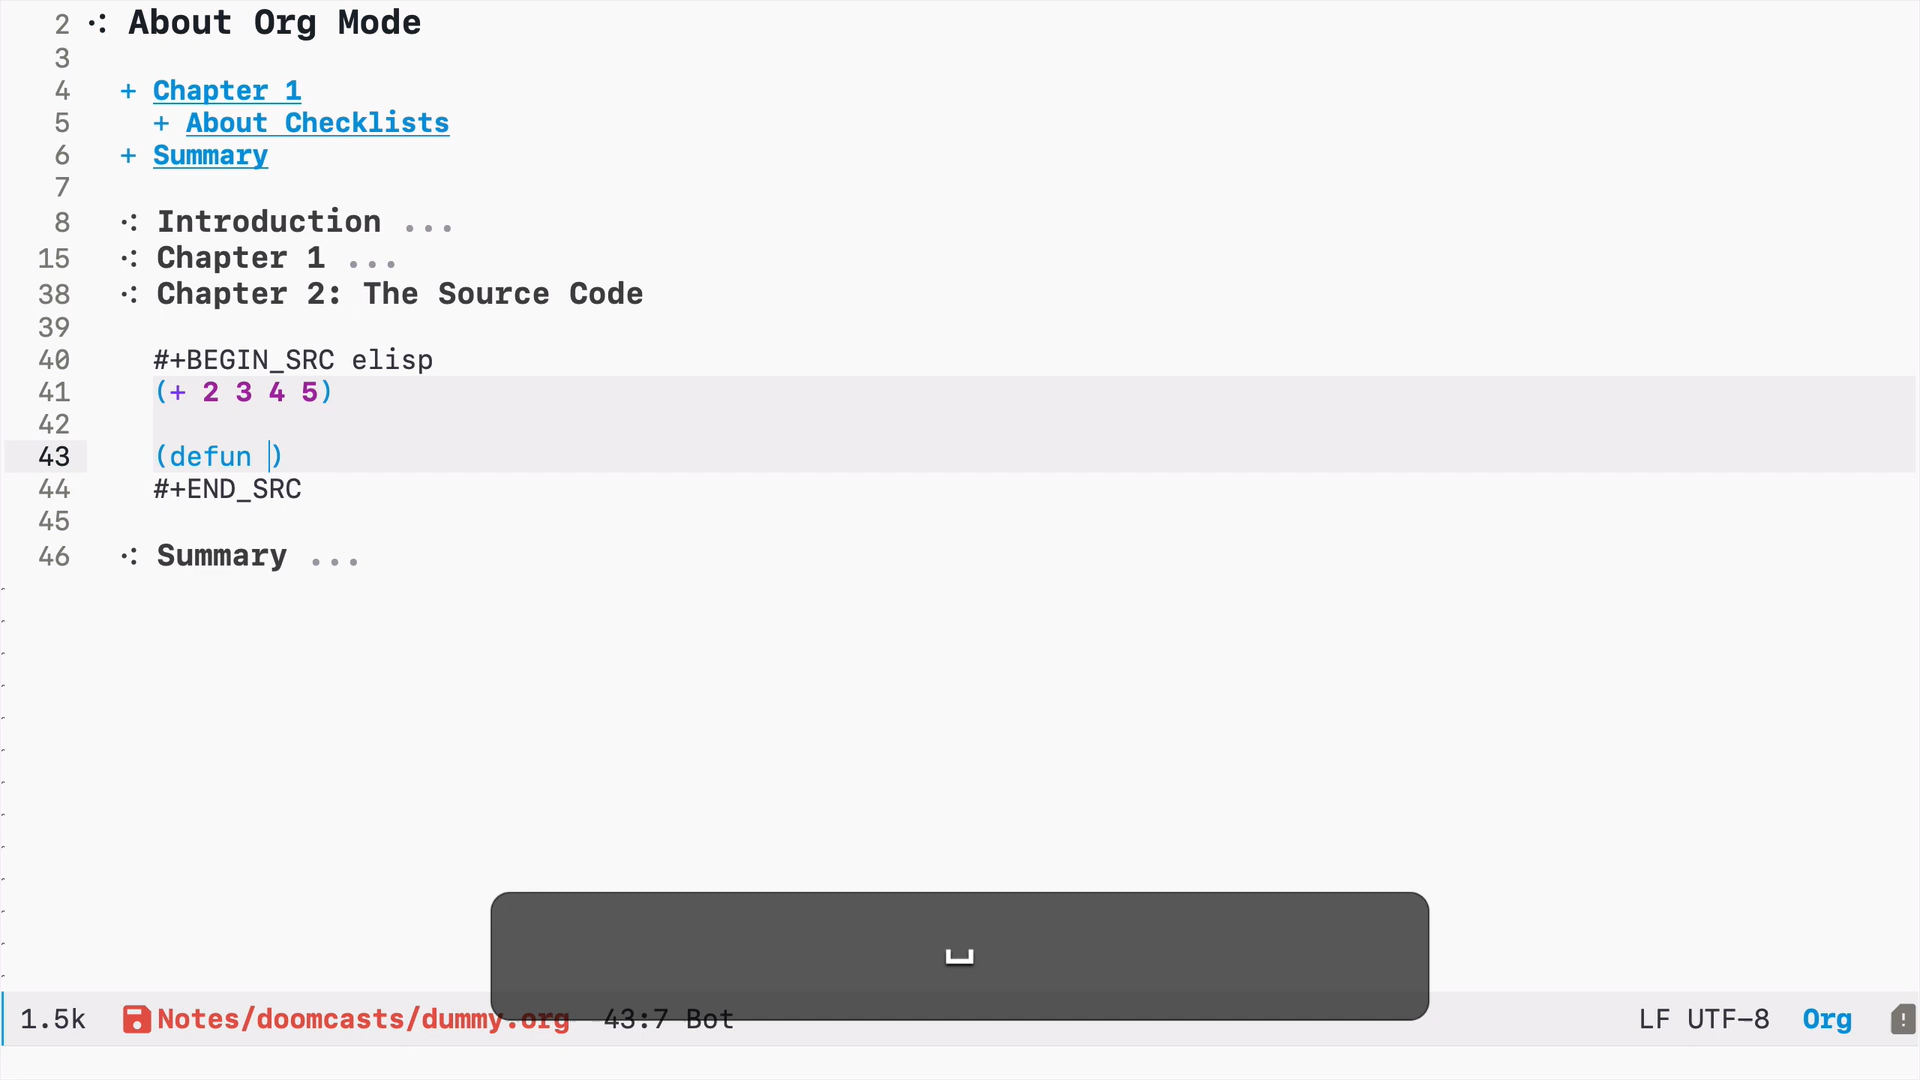 2 ⁖ About Org Mode
3
4 + Chapter 1
5 + About Checklists
6 + Summary
7
8 ⁖ Introduction ...
15 ⁖ Chapter 1 ...
38 ⁖ Chapter 2: The Source Code
39
40 #+BEGIN_SRC elisp
41 (+ 2 3 4 5)
42
43 (defun )
44 #+END_SRC
45
46 ⁖ Summary ...
␣
1.5k Notes/doomcasts/dummy.org 43:7 Bot LF UTF-8 Org